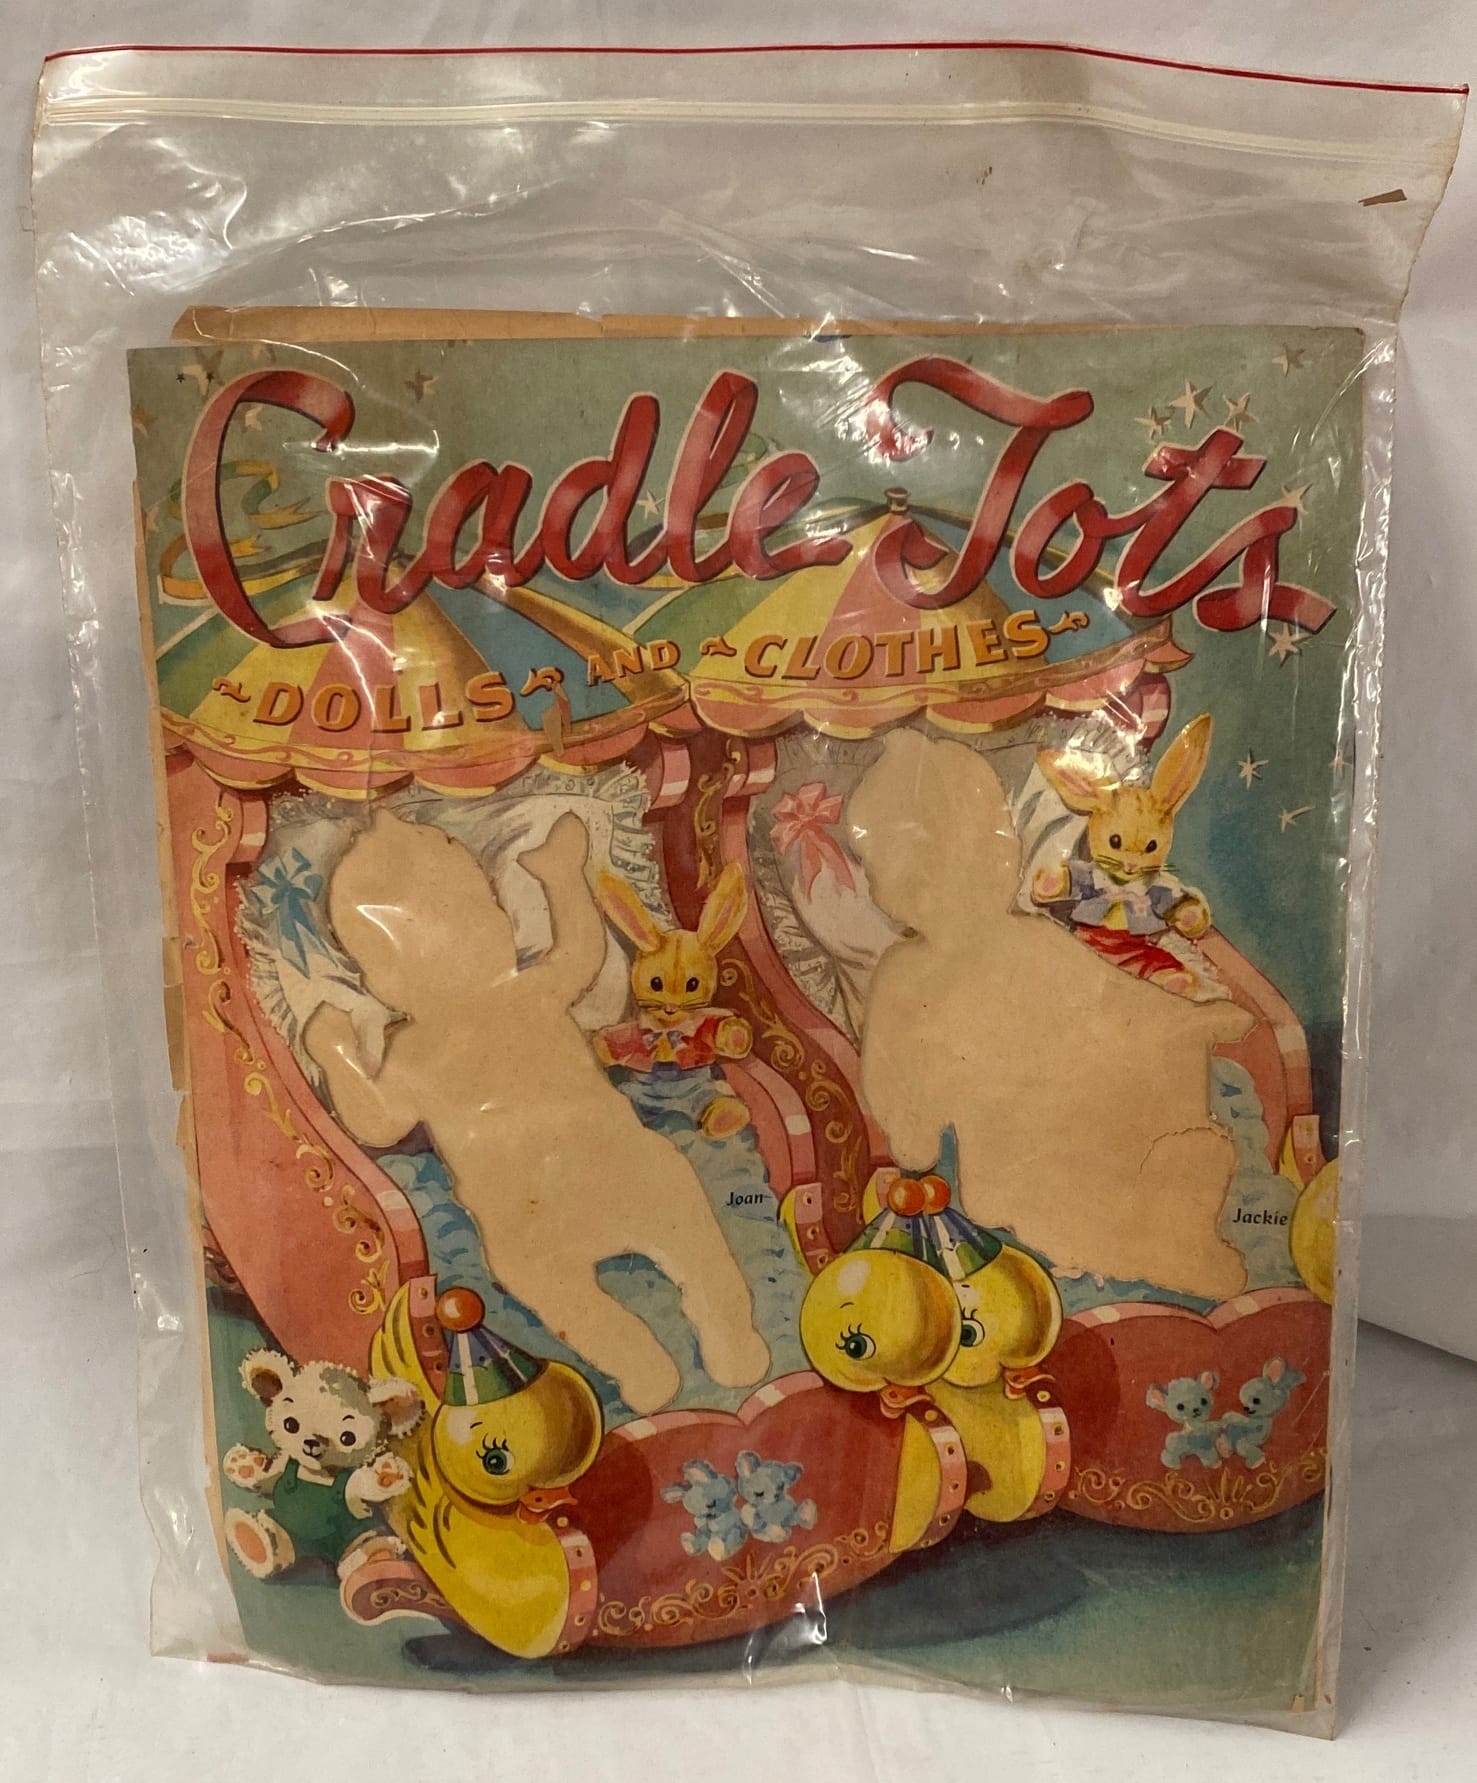 Cradle Tots
DOLLS AND CLOTHES
Joan
Jackie